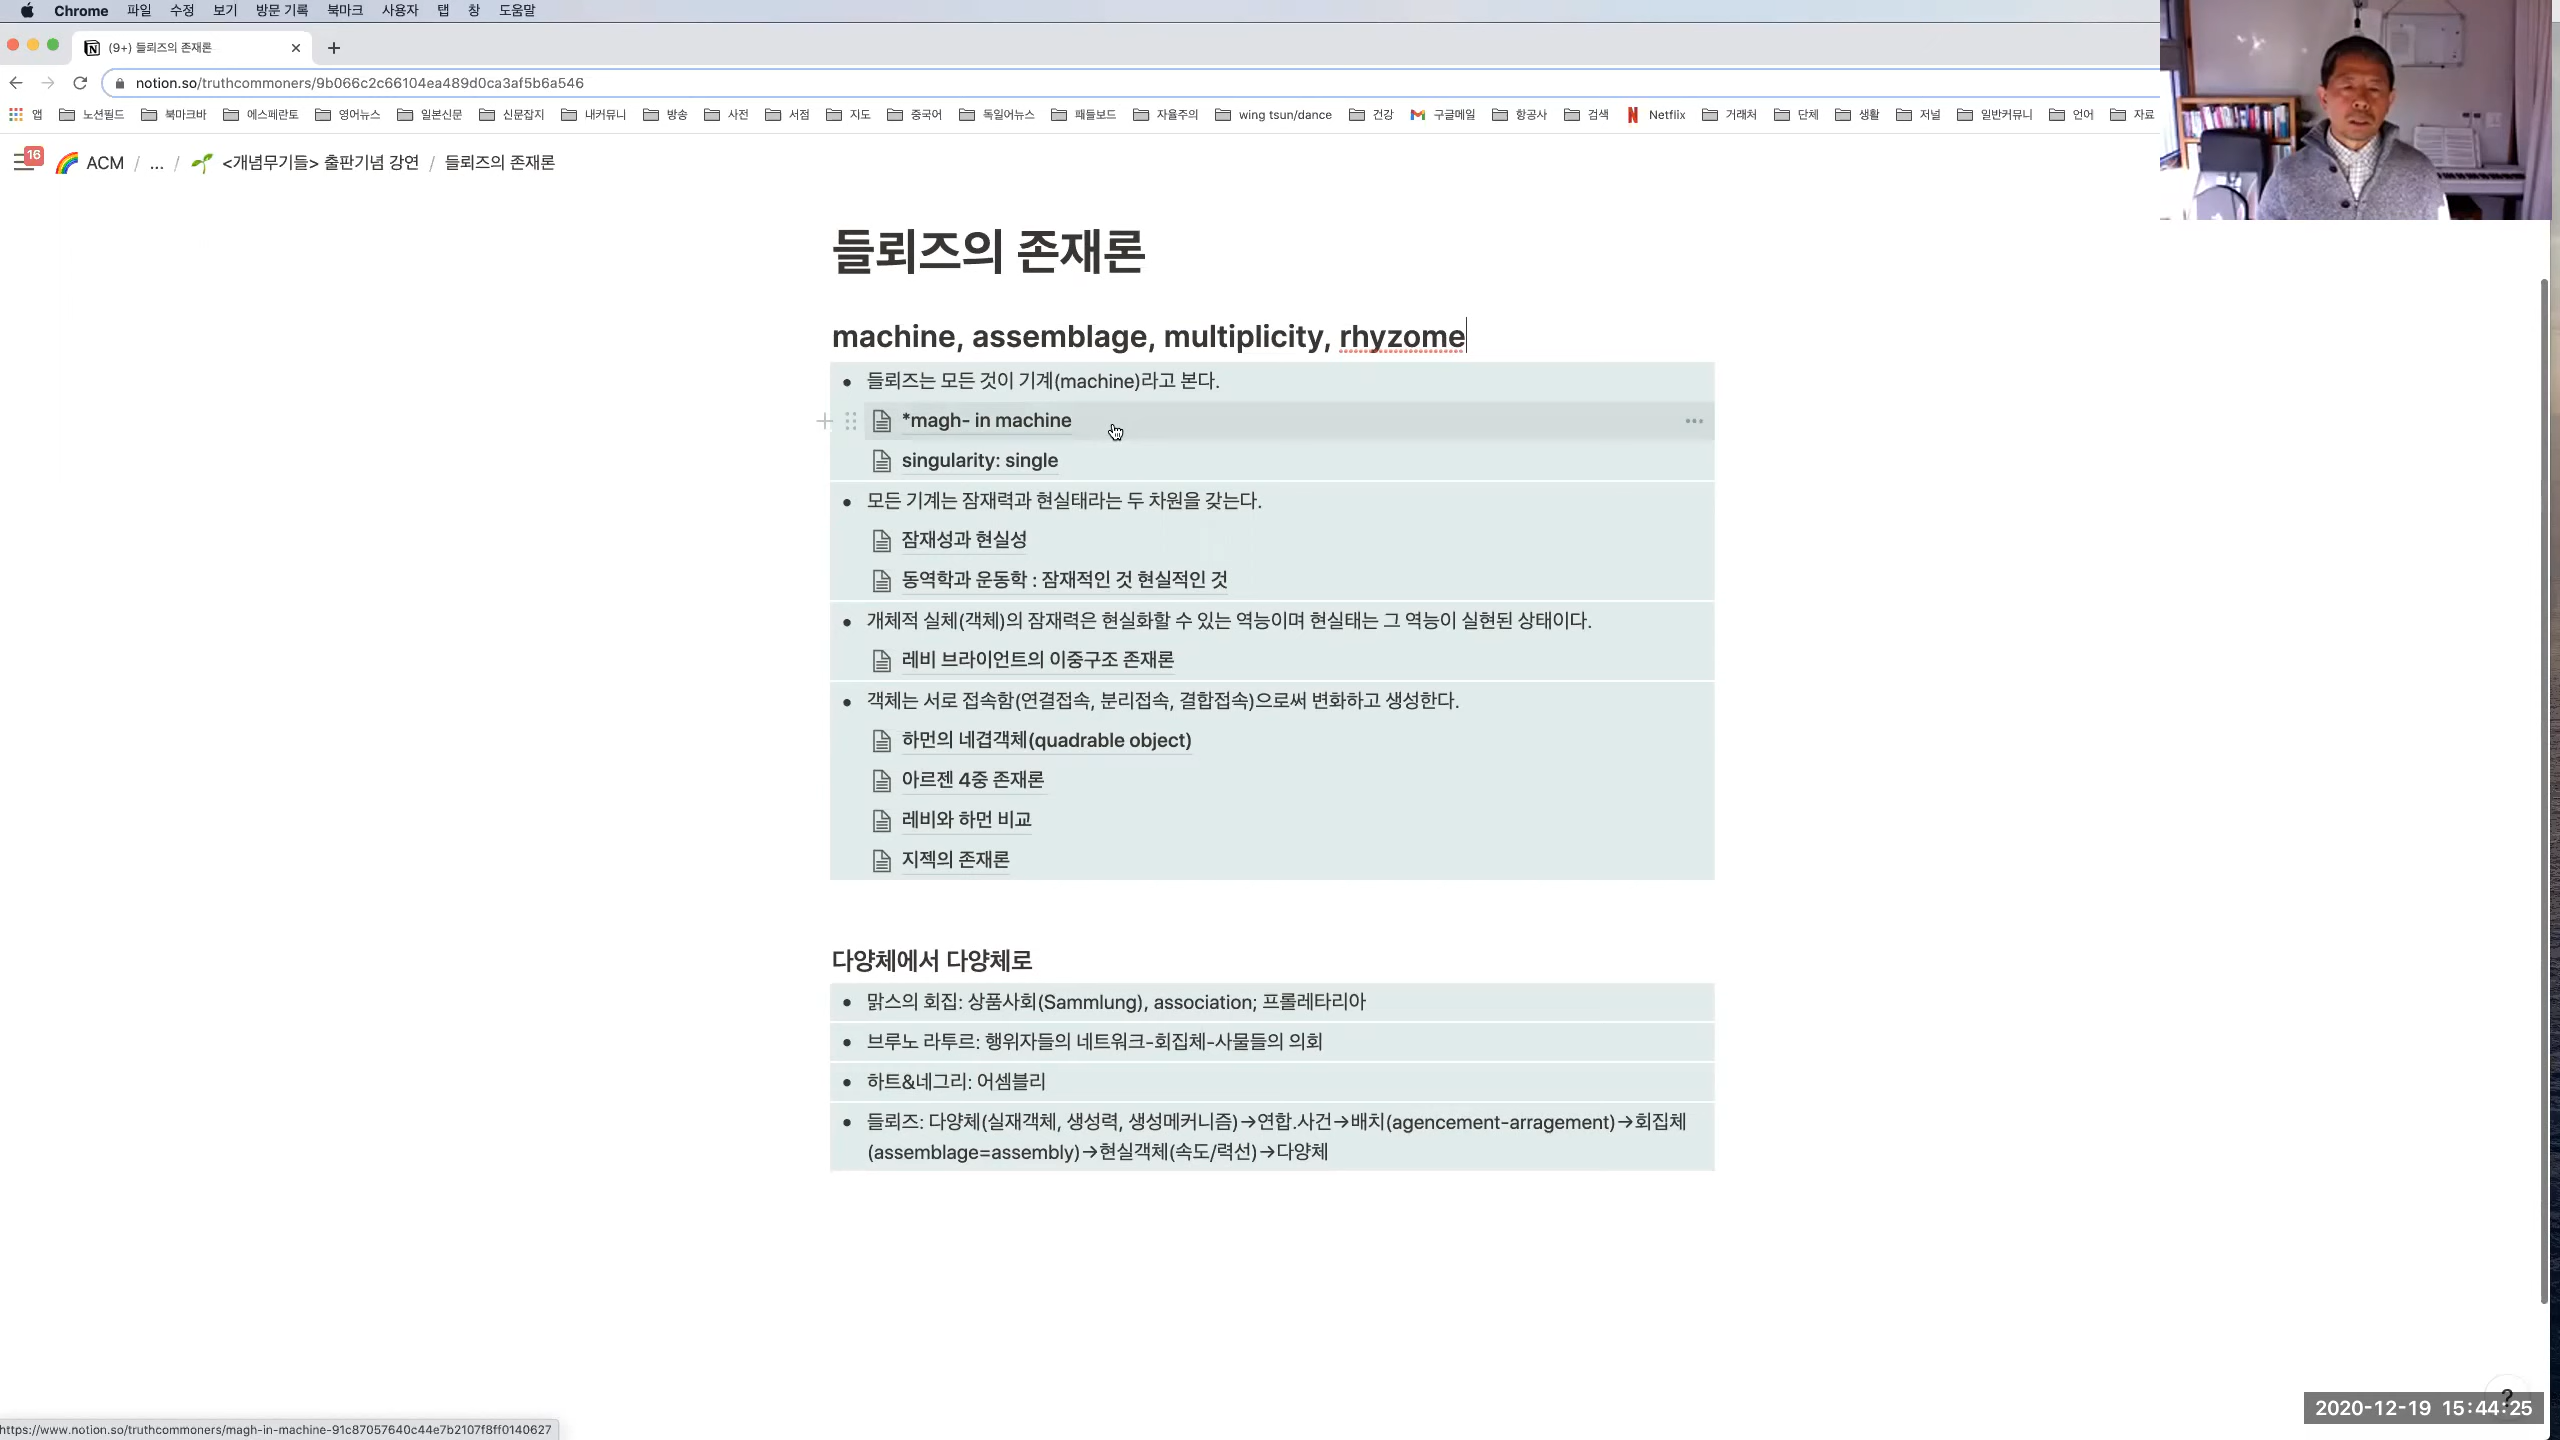 Chrome 파일 수정 보기 방문 기록 북마크 사용자 탭 창 도움말
(9+) 들뢰즈의 존재론
notion.so/truthcommoners/9b066c2c66104ea489d0ca3af5b6a546
앱 노션필드 북마크바 에스페란토 영어뉴스 일본신문 신문잡지 내커뮤니 방송 사전 서점 지도 중국어 독일어뉴스 패들보드 자율주의 wing tsun/dance 건강 구글메일 항공사 검색 Netflix 거래처 단체 생활 저널 일반커뮤니 언어 자료
16 ACM / ... / <개념무기들> 출판기념 강연 / 들뢰즈의 존재론
들뢰즈의 존재론
machine, assemblage, multiplicity, rhyzome
• 들뢰즈는 모든 것이 기계(machine)라고 본다.
*magh- in machine
singularity: single
• 모든 기계는 잠재력과 현실태라는 두 차원을 갖는다.
잠재성과 현실성
동역학과 운동학 : 잠재적인 것 현실적인 것
• 개체적 실체(객체)의 잠재력은 현실화할 수 있는 역능이며 현실태는 그 역능이 실현된 상태이다.
레비 브라이언트의 이중구조 존재론
• 객체는 서로 접속함(연결접속, 분리접속, 결합접속)으로써 변화하고 생성한다.
하먼의 네겹객체(quadrable object)
아르젠 4중 존재론
레비와 하먼 비교
지젝의 존재론
다양체에서 다양체로
• 맑스의 회집: 상품사회(Sammlung), association; 프롤레타리아
• 브루노 라투르: 행위자들의 네트워크-회집체-사물들의 의회
• 하트&네그리: 어셈블리
• 들뢰즈: 다양체(실재객체, 생성력, 생성메커니즘)→연합.사건→배치(agencement-arragement)→회집체
(assemblage=assembly)→현실객체(속도/력선)→다양체
?
2020-12-19 15:44:25
https://www.notion.so/truthcommoners/magh-in-machine-91c87057640c44e7b2107f8ff0140627